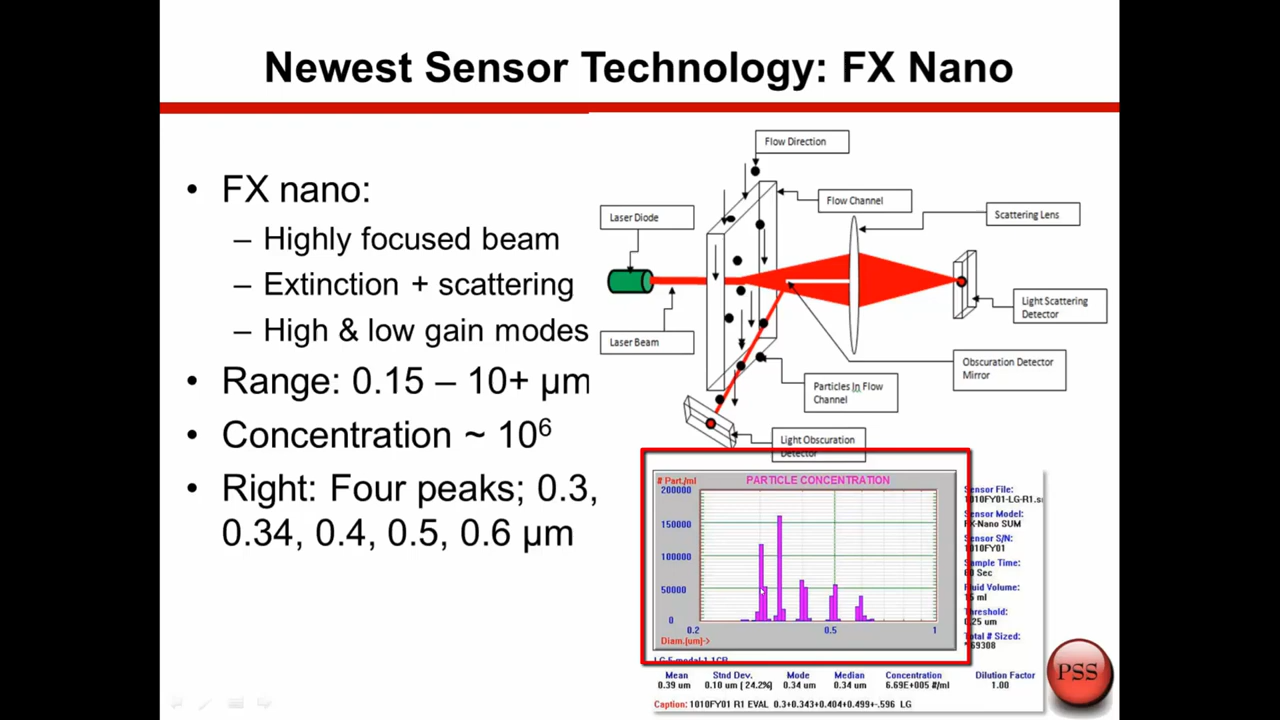 Newest Sensor Technology: FX Nano
• FX nano:
– Highly focused beam
– Extinction + scattering
– High & low gain modes
• Range: 0.15 – 10+ µm
• Concentration ~ 10⁶
• Right: Four peaks; 0.3,
0.34, 0.4, 0.5, 0.6 µm
Flow Direction
Flow Channel
Laser Diode
Scattering Lens
Light Scattering
Detector
Laser Beam
Obscuration Detector
Mirror
Particles In Flow
Channel
Light Obscuration
Detector
# Part./ml
PARTICLE CONCENTRATION
200000
150000
100000
50000
0
0.2
0.5
1
Diam.(um)->
Sensor File:
1010FY01-LG-R1.s
Sensor Model:
FX-Nano SUM
Sensor S/N:
1010FY01
Sample Time:
Sec
Fluid Volume:
ml
Threshold:
0.25 um
Total # Sized:
69308
Mean
0.39 um
Stnd Dev.
0.10 um (24.2%)
Mode
0.34 um
Median
0.34 um
Concentration
6.69E+005 #/ml
Dilution Factor
1.00
Caption: 1010FY01 R1 EVAL 0.3+0.343+0.404+0.499+-.596 LG
PSS